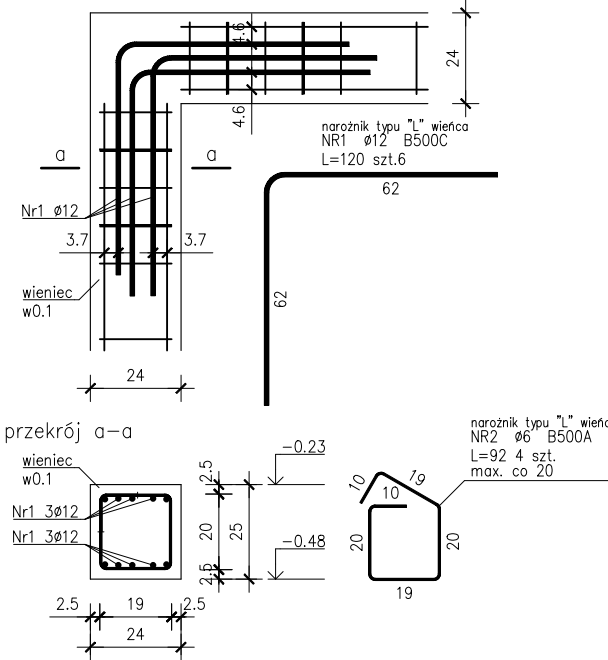 4.6
24
4.6
narożnik typu "L" wieńca
NR1 ø12 B500C
L=120 szt.6
a
a
62
Nr1 ø12
3.7
3.7
62
wieniec
w0.1
24
przekrój a-a
narożnik typu "L"
NR2 ø6 B500A
L=92 4 szt.
max. co 20
wieniec
w0.1
-0.23
2.5
10
19
10
Nr1 3ø12
Nr1 3ø12
20
25
20
20
-0.48
2.5
19
2.5
19
2.5
24